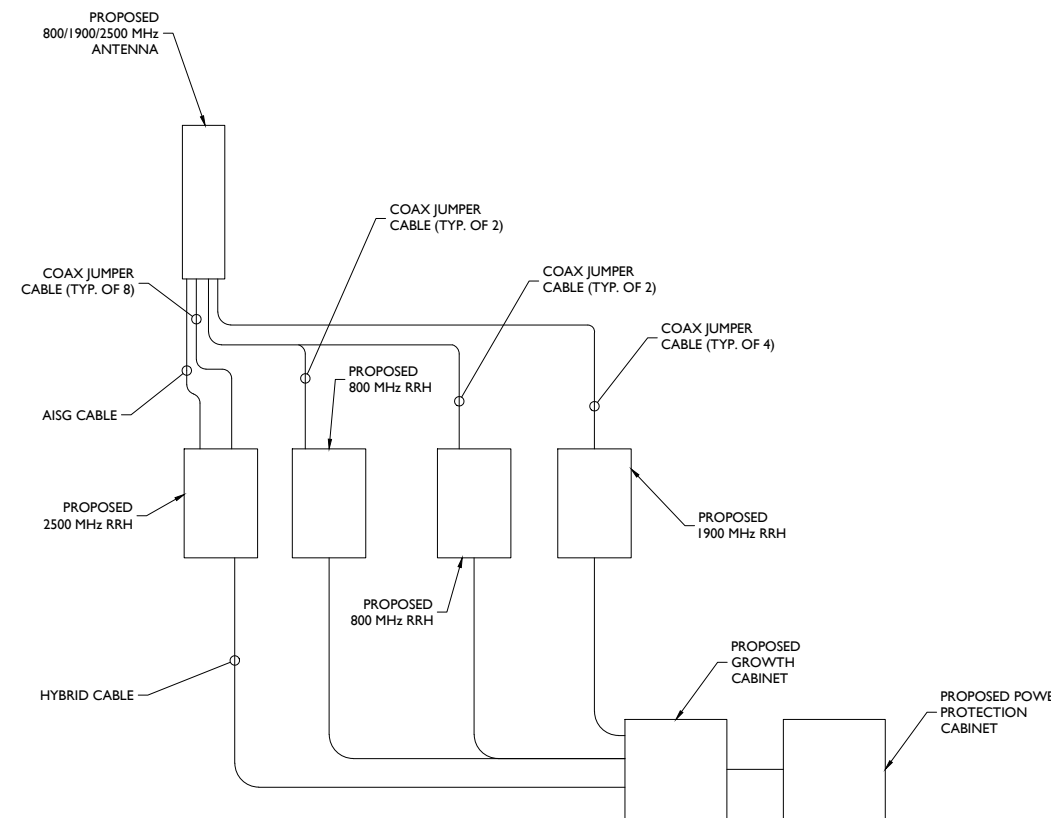 PROPOSED
800/1900/2500 MHz
ANTENNA
COAX JUMPER
CABLE (TYP. OF 2)
COAX JUMPER
CABLE (TYP. OF 8)
COAX JUMPER
CABLE (TYP. OF 2)
COAX JUMPER
CABLE (TYP. OF 4)
PROPOSED
800 MHz RRH
AISG CABLE
PROPOSED
2500 MHz RRH
PROPOSED
1900 MHz RRH
PROPOSED
800 MHz RRH
PROPOSED
GROWTH
CABINET
HYBRID CABLE
PROPOSED POWE
PROTECTION
CABINET